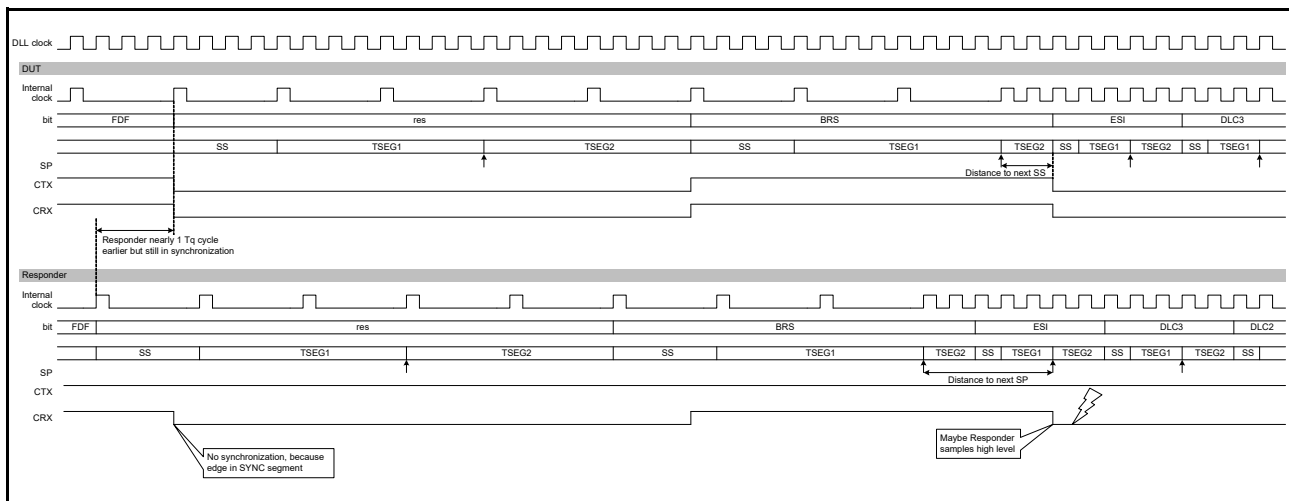 DLL clock
DUT
Internal
clock
bit FDF res BRS ESI DLC3
SS TSEG1 TSEG2 SS TSEG1 TSEG2 SS TSEG1 TSEG2 SS TSEG1
SP
Distance to next SS
CTX
CRX
Responder nearly 1 Tq cycle
earlier but still in synchronization
Responder
Internal
clock
bit FDF res BRS ESI DLC3 DLC2
SS TSEG1 TSEG2 SS TSEG1 TSEG2 SS TSEG1 TSEG2 SS TSEG1 TSEG2 SS
SP
Distance to next SP
CTX
CRX
No synchronization, because
edge in SYNC segment
Maybe Responder
samples high level